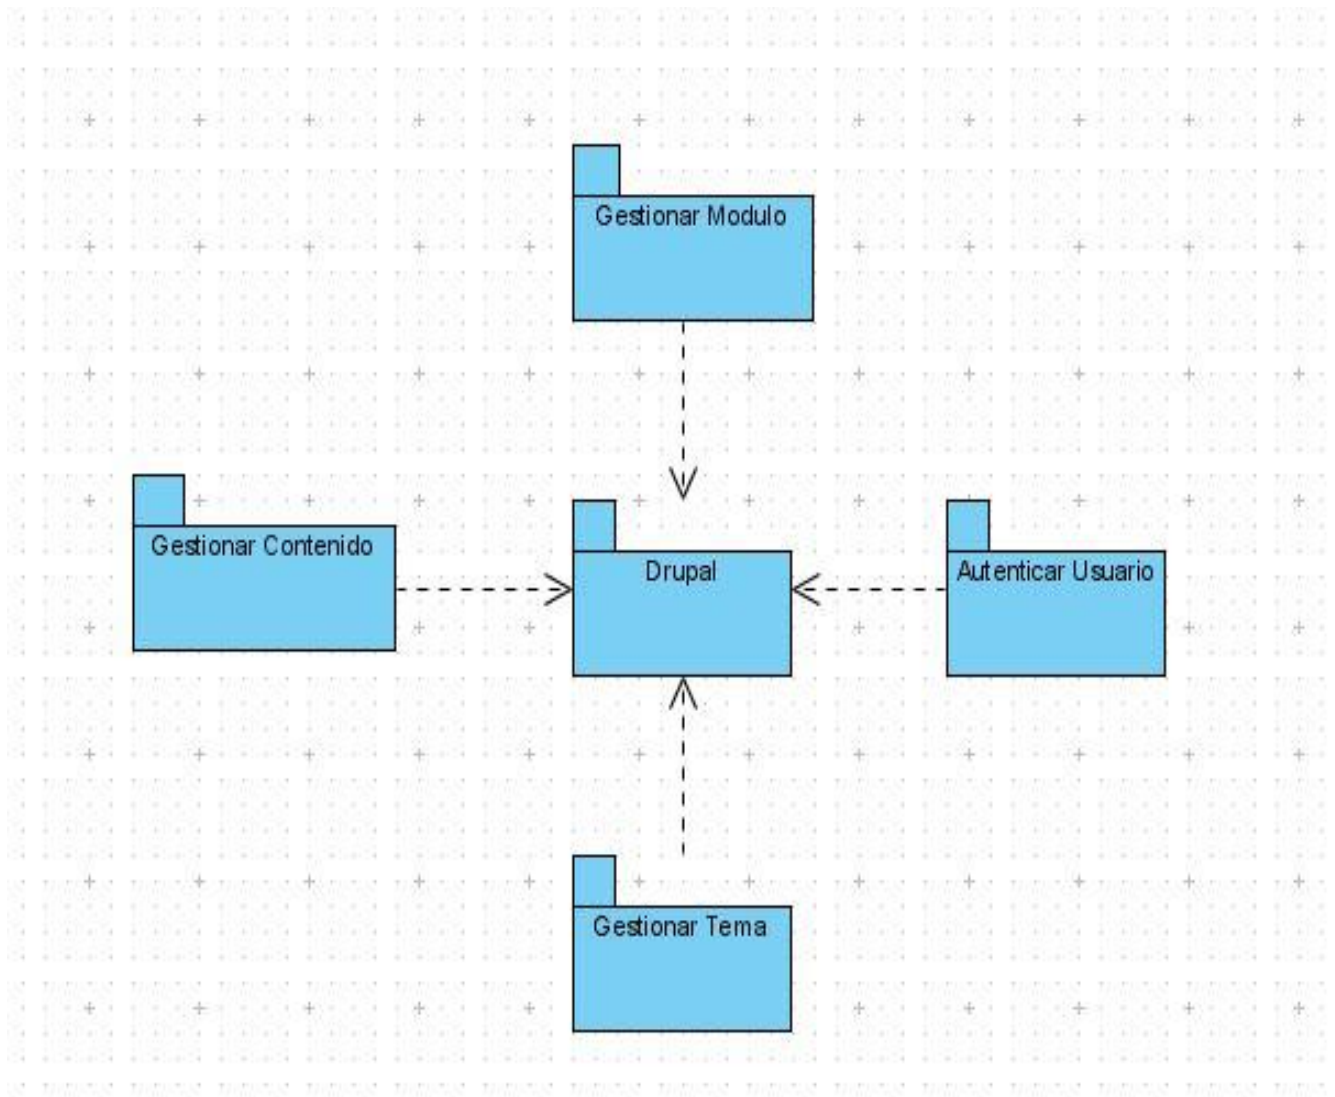 Gestionar Modulo
Gestionar Contenido
Drupal
Autenticar Usuario
Gestionar Tema